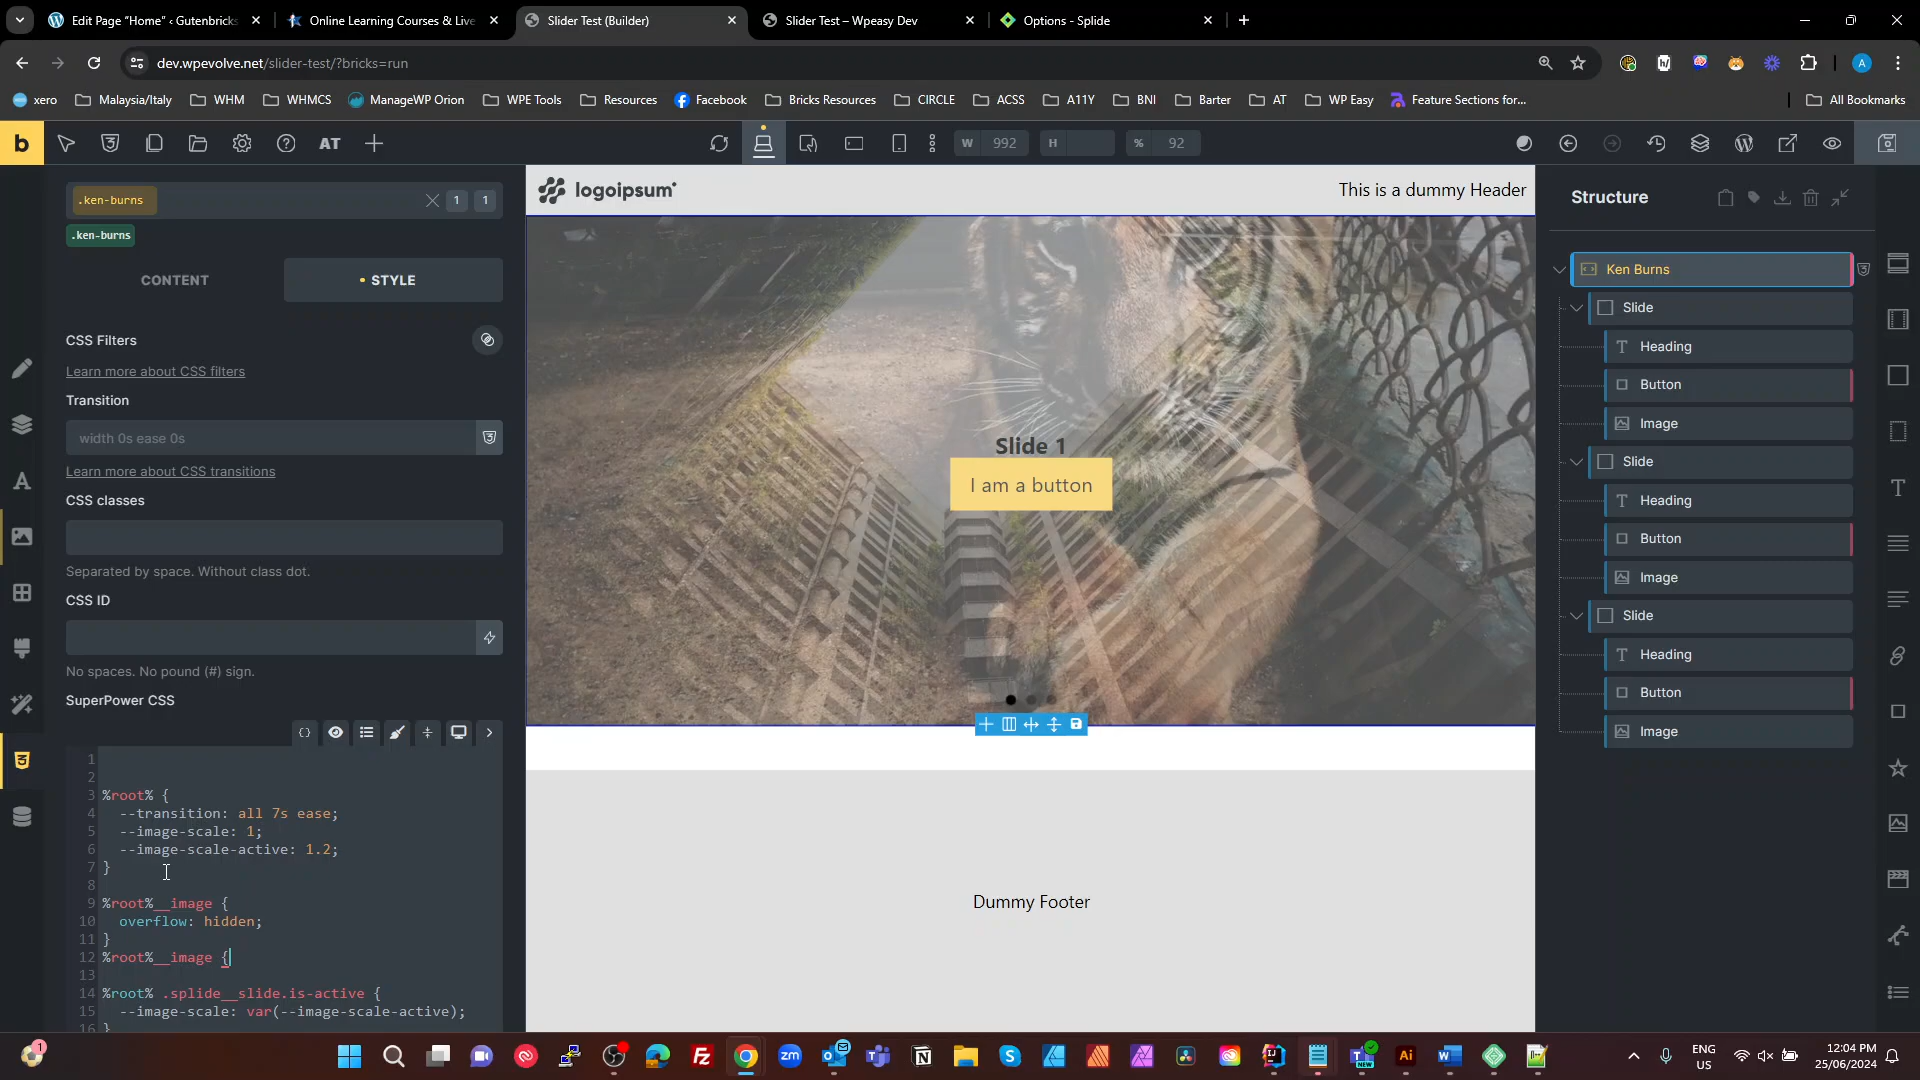 Edit Page “Home” ‹ Gutenbricks
Online Learning Courses & Live
Slider Test (Builder)
Slider Test – Wpeasy Dev
Options - Splide
dev.wpevolve.net/slider-test/?bricks=run
A
xero
Malaysia/Italy
WHM
WHMCS
ManageWP Orion
WPE Tools
Resources
Facebook
Bricks Resources
CIRCLE
ACSS
A11Y
BNI
Barter
AT
WP Easy
Feature Sections for...
All Bookmarks
b
AT
W 992
H
% 92
.ken-burns
1
1
.ken-burns
CONTENT
STYLE
CSS Filters
Learn more about CSS filters
Transition
width 0s ease 0s
Learn more about CSS transitions
CSS classes
Separated by space. Without class dot.
CSS ID
No spaces. No pound (#) sign.
SuperPower CSS
1
2
3 %root% {
4 --transition: all 7s ease;
5 --image-scale: 1;
6 --image-scale-active: 1.2;
7 }
8
9 %root%__image {
10 overflow: hidden;
11 }
12 %root%__image {
13
14 %root% .splide__slide.is-active {
15 --image-scale: var(--image-scale-active);
16 }
logoipsum
This is a dummy Header
Slide 1
I am a button
Dummy Footer
Structure
Ken Burns
Slide
Heading
Button
Image
Slide
Heading
Button
Image
Slide
Heading
Button
Image
ENG
US
12:04 PM
25/06/2024